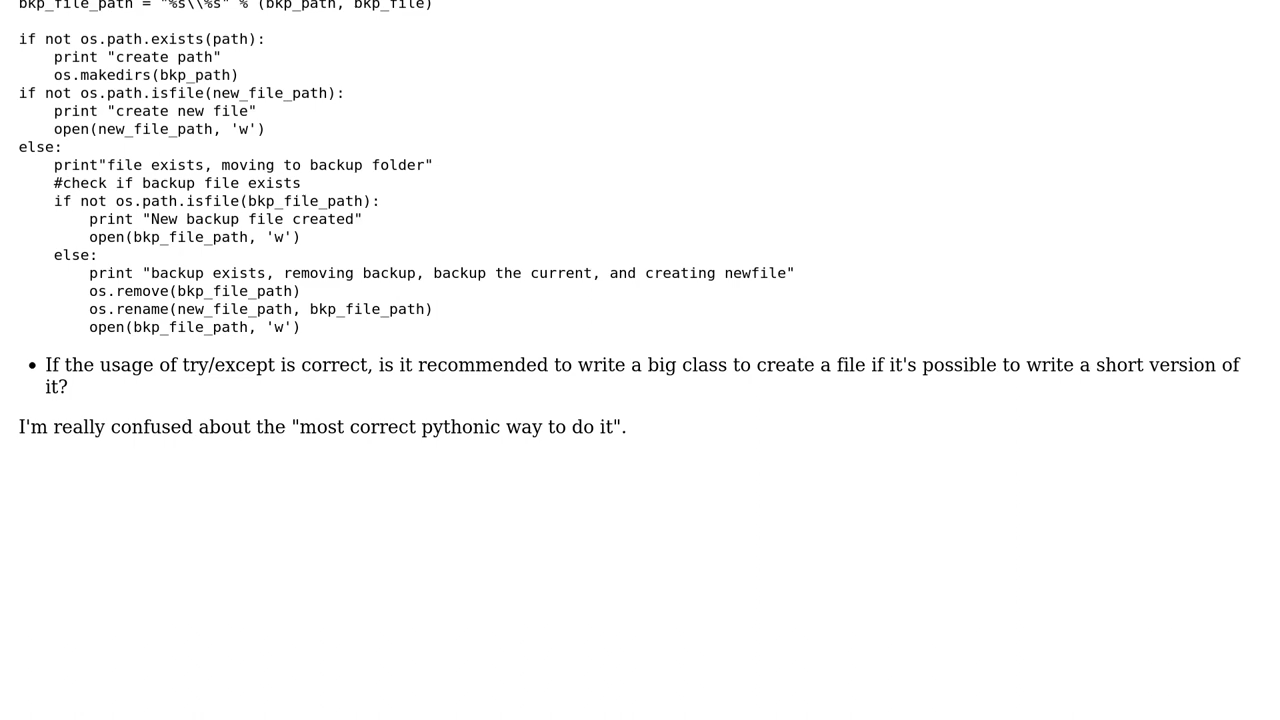 bkp_file_path = "%s\\%s" % (bkp_path, bkp_file)
if not os.path.exists(path):
    print "create path"
    os.makedirs(bkp_path)
if not os.path.isfile(new_file_path):
    print "create new file"
    open(new_file_path, 'w')
else:
    print"file exists, moving to backup folder"
    #check if backup file exists
    if not os.path.isfile(bkp_file_path):
        print "New backup file created"
        open(bkp_file_path, 'w')
    else:
        print "backup exists, removing backup, backup the current, and creating newfile"
        os.remove(bkp_file_path)
        os.rename(new_file_path, bkp_file_path)
        open(bkp_file_path, 'w')
• If the usage of try/except is correct, is it recommended to write a big class to create a file if it's possible to write a short version of
it?
I'm really confused about the "most correct pythonic way to do it".